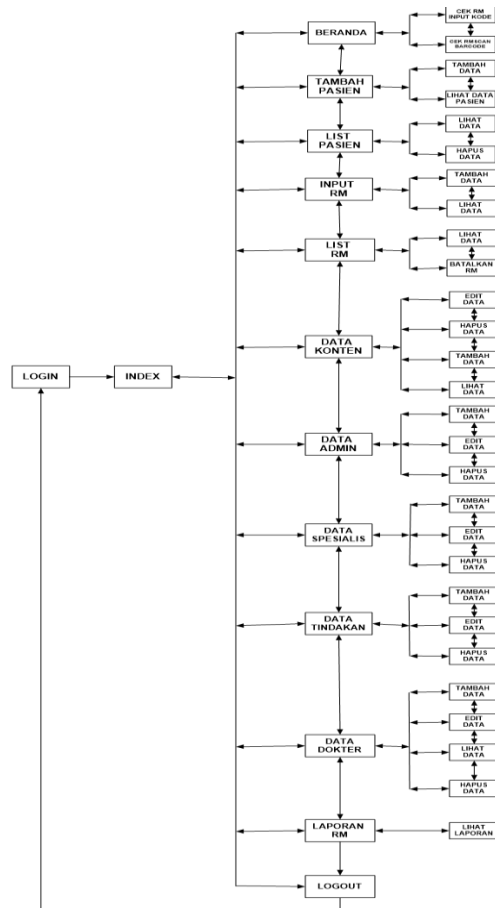 CEK RM
INPUT KODE
BERANDA
CEK RM SCAN
BARCODE
TAMBAH
PASIEN
TAMBAH
DATA
LIHAT DATA
PASIEN
LIST
PASIEN
LIHAT
DATA
HAPUS
DATA
INPUT
RM
TAMBAH
DATA
LIHAT
DATA
LIST
RM
LIHAT
DATA
BATALKAN
RM
LOGIN
INDEX
DATA
KONTEN
EDIT
DATA
HAPUS
DATA
TAMBAH
DATA
LIHAT
DATA
DATA
ADMIN
TAMBAH
DATA
EDIT
DATA
HAPUS
DATA
DATA
SPESIALIS
TAMBAH
DATA
EDIT
DATA
HAPUS
DATA
DATA
TINDAKAN
TAMBAH
DATA
EDIT
DATA
HAPUS
DATA
DATA
DOKTER
TAMBAH
DATA
EDIT
DATA
LIHAT
DATA
HAPUS
DATA
LAPORAN
RM
LIHAT
LAPORAN
LOGOUT